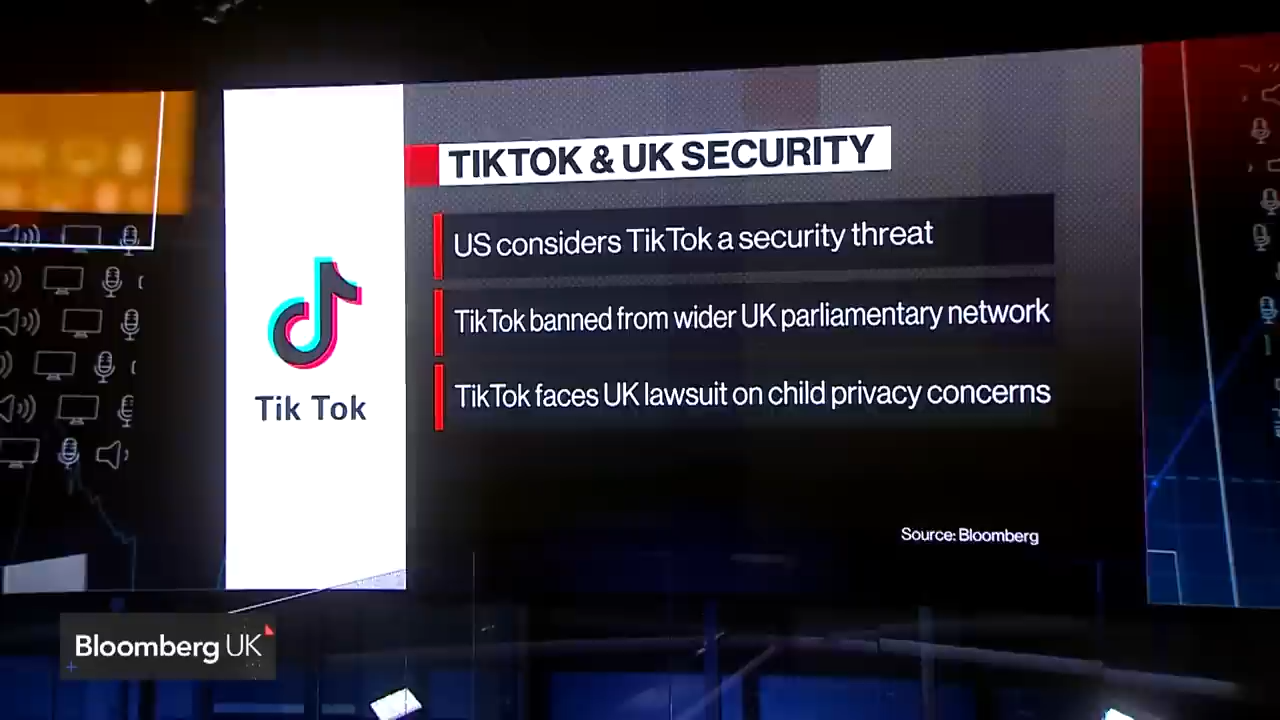 TIKTOK & UK SECURITY
US considers TikTok a security threat
TikTok banned from wider UK parliamentary network
TikTok faces UK lawsuit on child privacy concerns
Tik Tok
Source: Bloomberg
Bloomberg UK